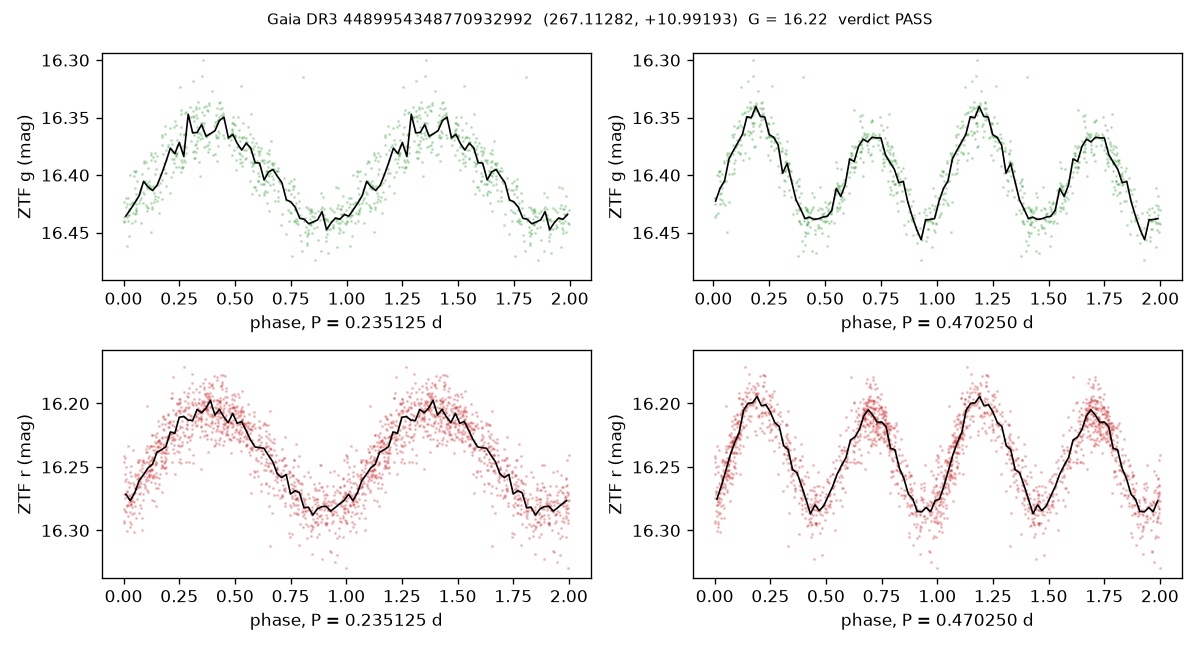 Gaia DR3 4489954348770932992 (267.11282, +10.99193) G = 16.22 verdict PASS
ZTF g (mag)
16.30
16.35
16.40
16.45
0.00 0.25 0.50 0.75 1.00 1.25 1.50 1.75 2.00
phase, P = 0.235125 d
ZTF g (mag)
16.30
16.35
16.40
16.45
0.00 0.25 0.50 0.75 1.00 1.25 1.50 1.75 2.00
phase, P = 0.470250 d
ZTF r (mag)
16.20
16.25
16.30
0.00 0.25 0.50 0.75 1.00 1.25 1.50 1.75 2.00
phase, P = 0.235125 d
ZTF r (mag)
16.20
16.25
16.30
0.00 0.25 0.50 0.75 1.00 1.25 1.50 1.75 2.00
phase, P = 0.470250 d